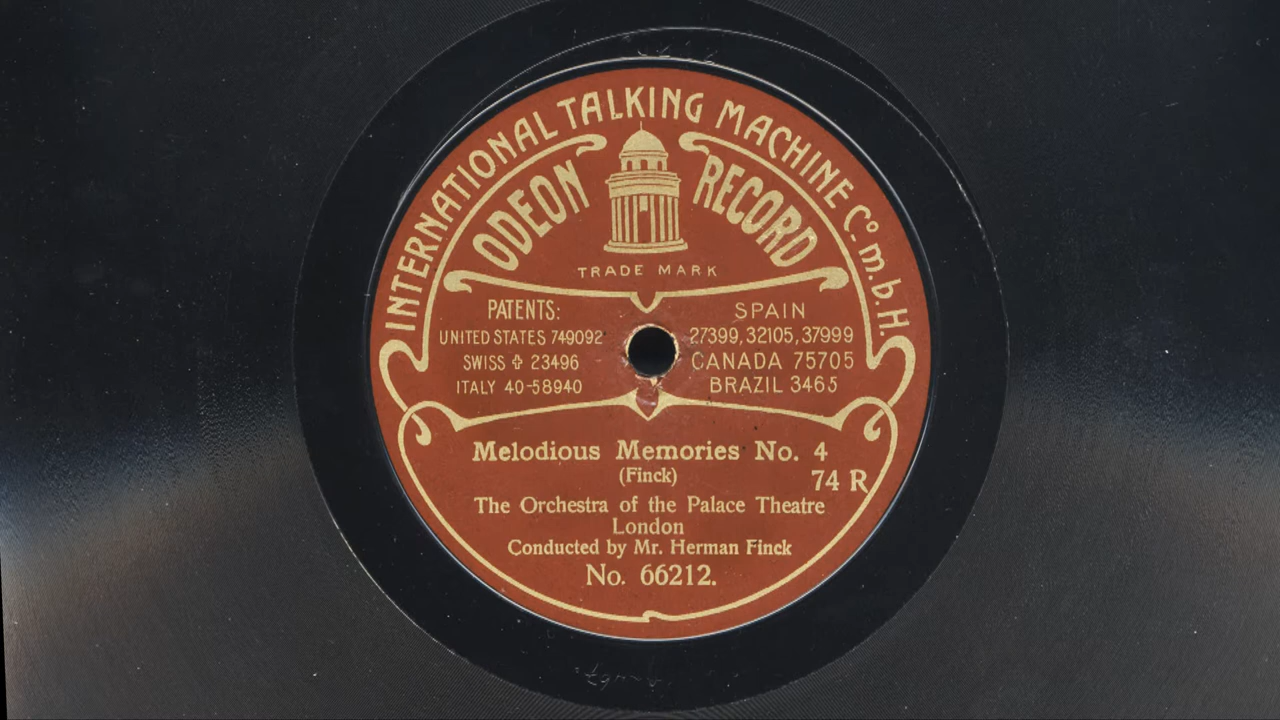 INTERNATIONAL TALKING MACHINE Co. m.b.H.
ODEON RECORD
TRADE MARK
PATENTS:
UNITED STATES 749092
SWISS ✚ 23496
ITALY 40-58940
SPAIN
27399, 32105, 37999
CANADA 75705
BRAZIL 3465
Melodious Memories No. 4
(Finck)
74 R
The Orchestra of the Palace Theatre
London
Conducted by Mr. Herman Finck
No. 66212.